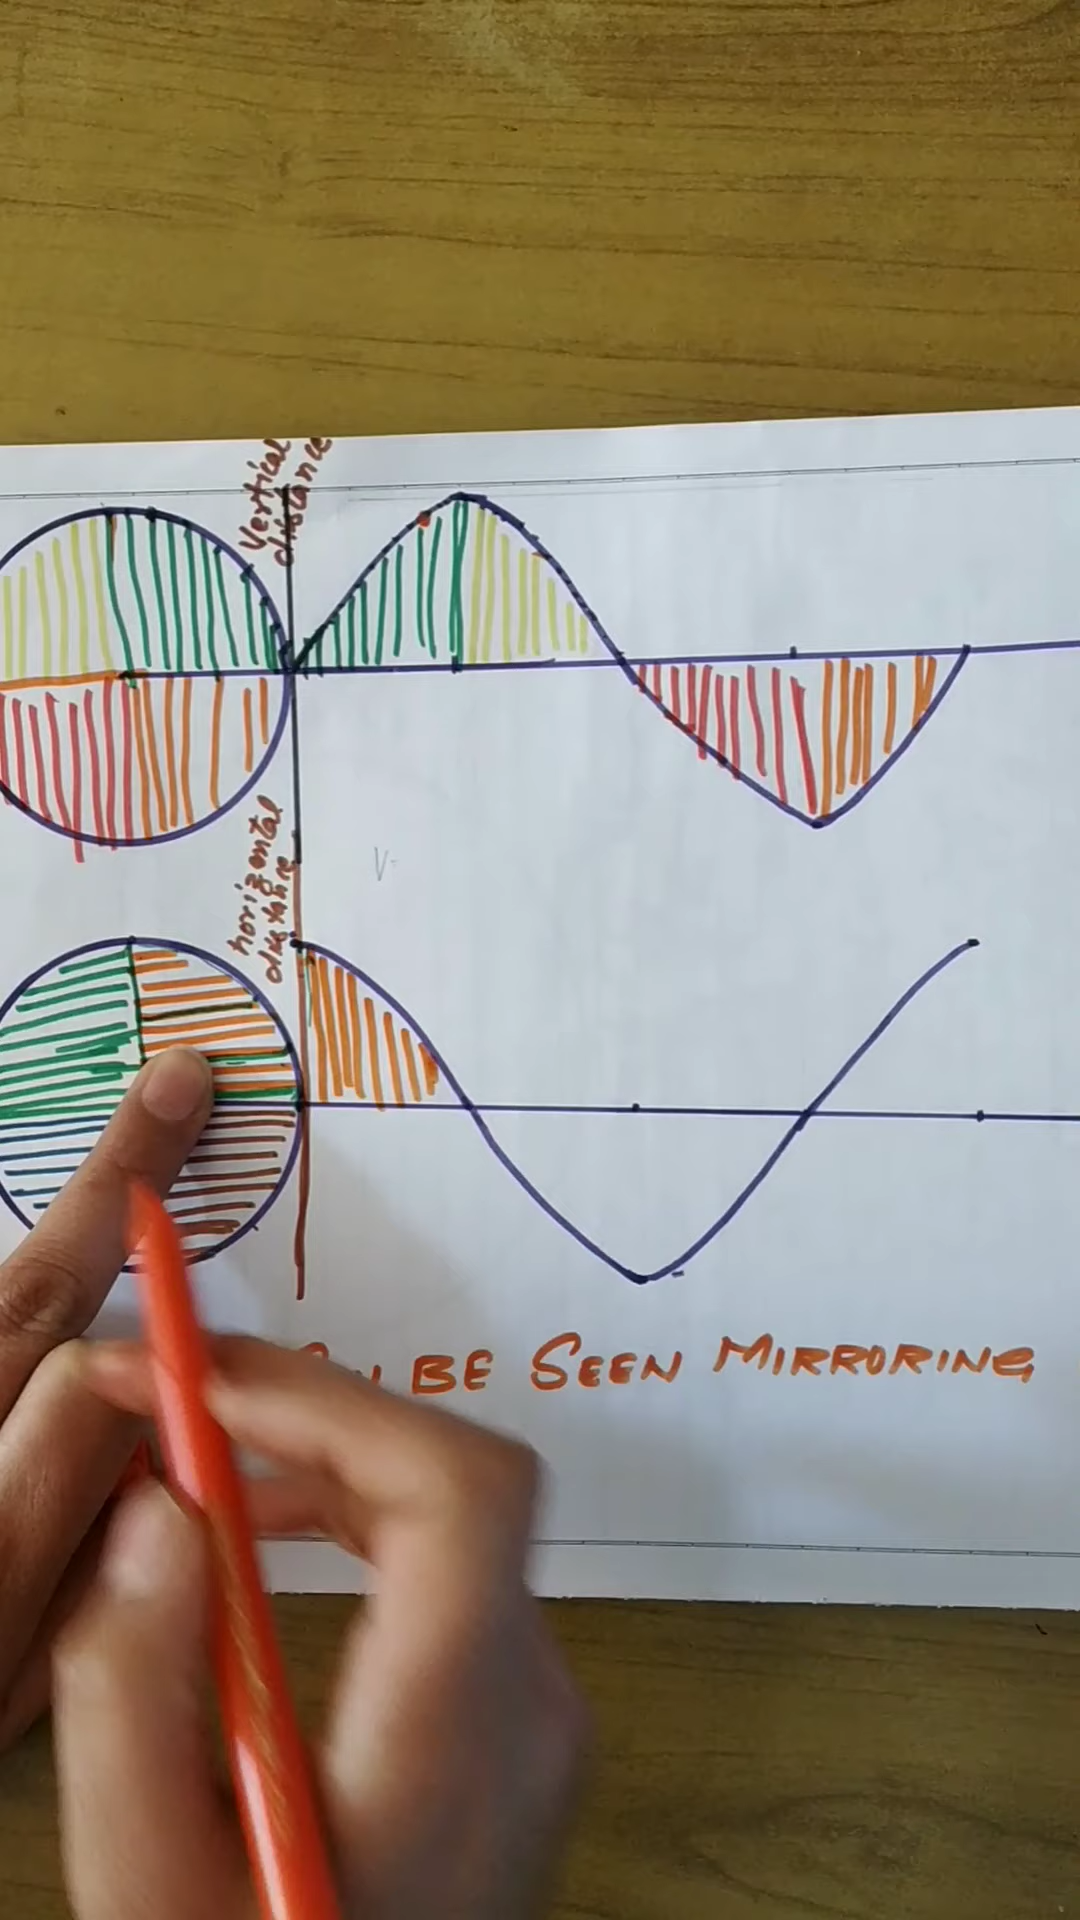 Vertical
distance
horizontal
distance
V
BE SEEN MIRRORING